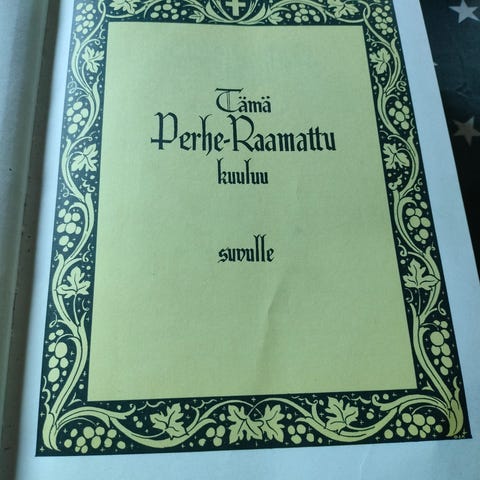 Tämä
Perhe-Raamattu
kuuluu
suvulle